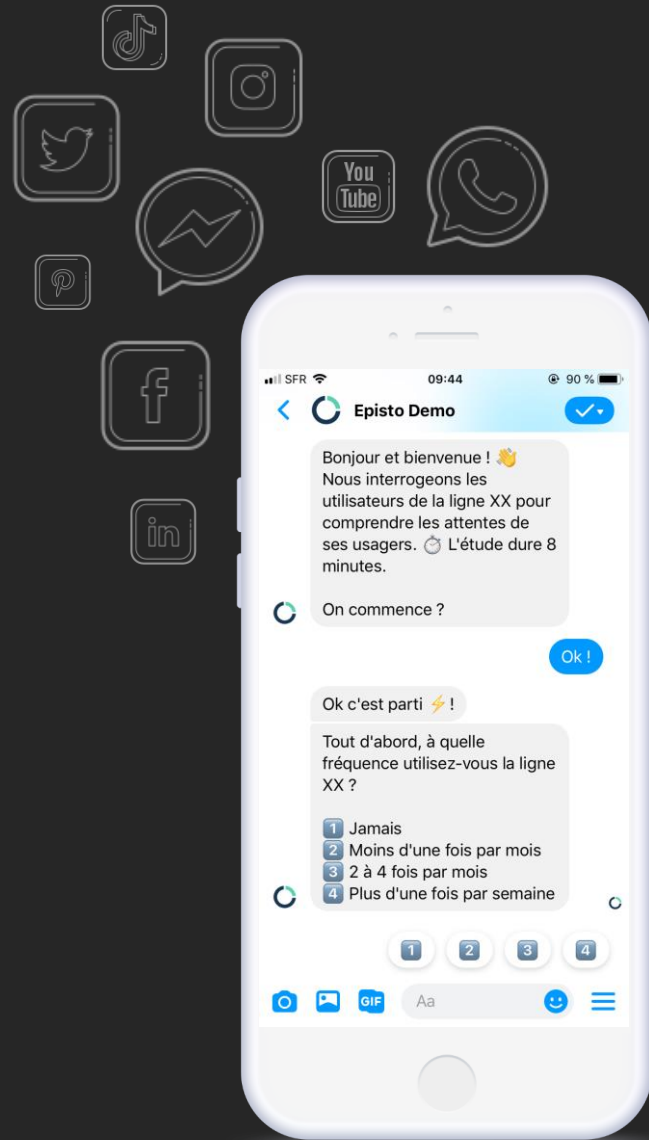 You
Tube
in
SFR 09:44 90 %
Episto Demo
Bonjour et bienvenue ! 👋
Nous interrogeons les
utilisateurs de la ligne XX pour
comprendre les attentes de
ses usagers. ⏱ L'étude dure 8
minutes.
On commence ?
Ok !
Ok c'est parti ⚡ !
Tout d'abord, à quelle
fréquence utilisez-vous la ligne
XX ?
1 Jamais
2 Moins d'une fois par mois
3 2 à 4 fois par mois
4 Plus d'une fois par semaine
1 2 3 4
GIF Aa